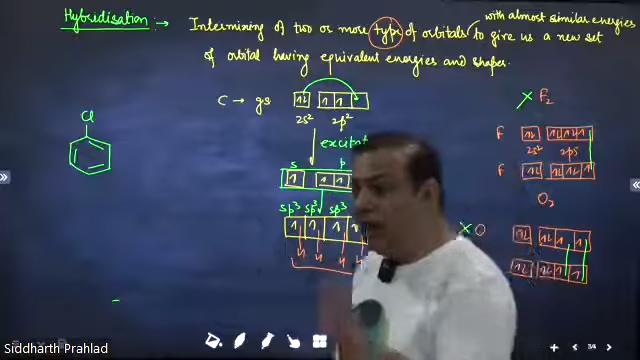 Hybridisation → Intermixing of two or more type of orbitals with almost similar energies to give us a new set
of orbital having equivalent energies and shapes.
C → gs
2s² 2p²
excitat
s p
sp³ sp³ sp³
H H H H
Cl
F₂
F
2s² 2p5
F
O₂
O
3/4
Siddharth Prahlad